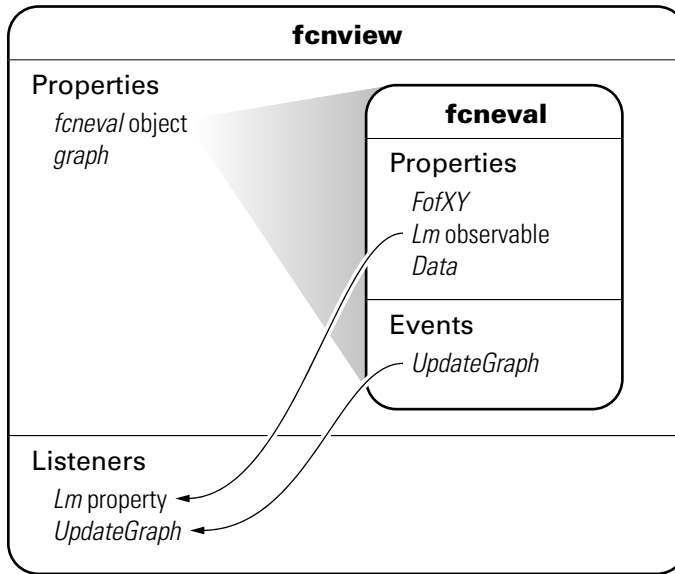 fcnview
Properties
fcneval object
graph
fcneval
Properties
FofXY
Lm observable
Data
Events
UpdateGraph
Listeners
Lm property
UpdateGraph